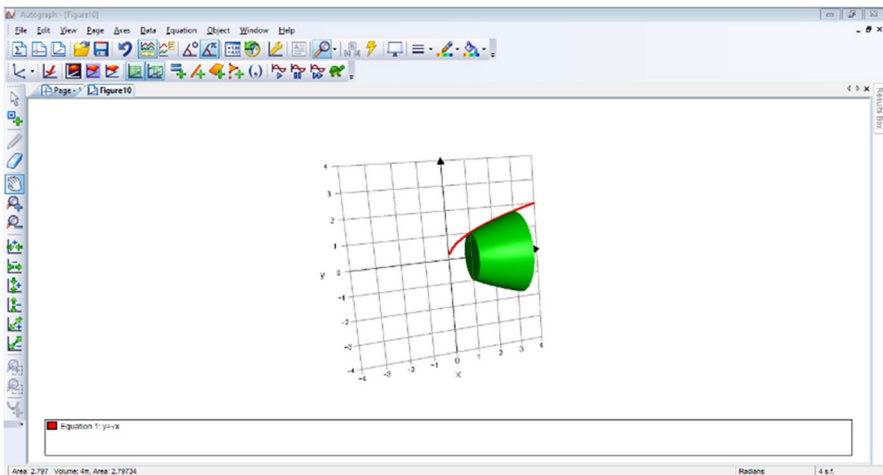 Autograph - [Figure10]
File Edit View Page Axes Data Equation Object Window Help
Page - Figure10
Results Box
4
3
2
1
y 0
-1
-2
-3
-4
-4 -3 -2 -1 0 1 2 3 4
x
Equation 1: y=√x
Area: 2.797 Volume: 4π, Area: 2.79734
Radians 4 s.f.